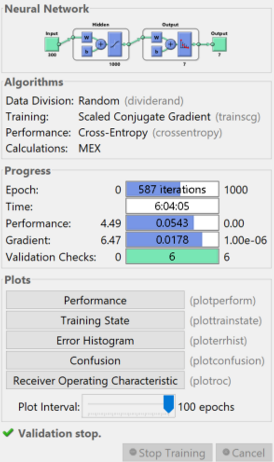 Neural Network
Hidden
Output
Input
Output
W
b
W
b
1000
7
7
Algorithms
Data Division: Random (dividerand)
Training: Scaled Conjugate Gradient (trainscg)
Performance: Cross-Entropy (crossentropy)
Calculations: MEX
Progress
Epoch: 0 587 iterations 1000
Time: 6:04:05
Performance: 4.49 0.0543 0.00
Gradient: 6.47 0.0178 1.00e-06
Validation Checks: 0 6 6
Plots
Performance (plotperform)
Training State (plottrainstate)
Error Histogram (ploterrhist)
Confusion (plotconfusion)
Receiver Operating Characteristic (plotroc)
Plot Interval: 100 epochs
Validation stop.
Stop Training Cancel